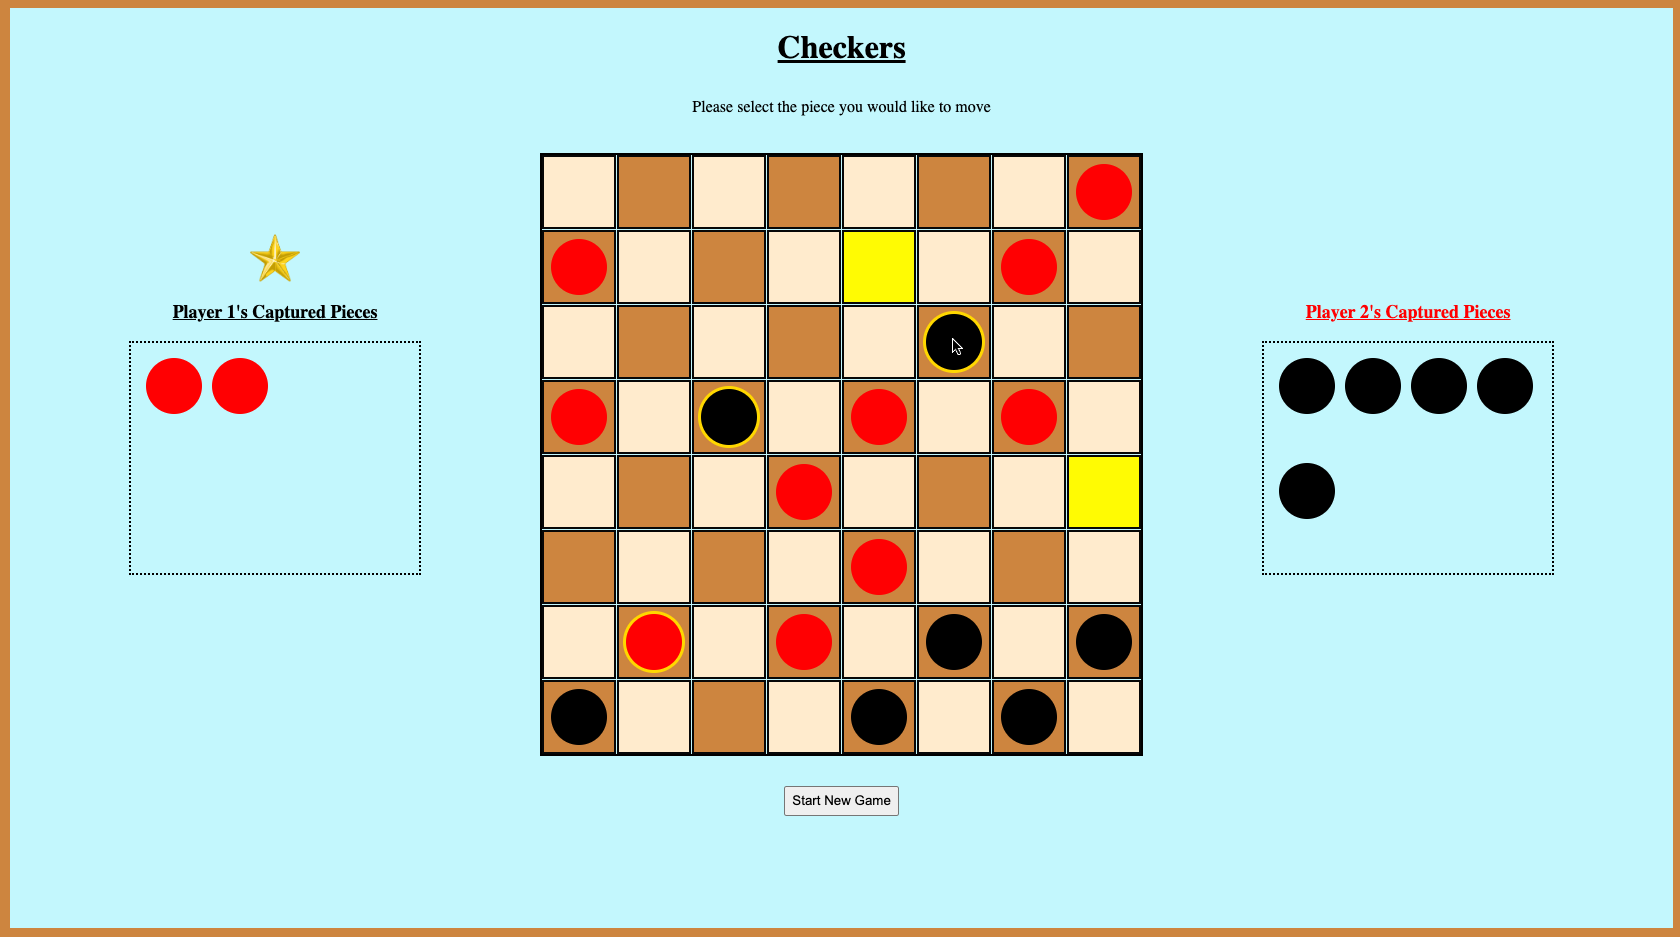 Checkers
Please select the piece you would like to move
Player 1's Captured Pieces
Player 2's Captured Pieces
Start New Game